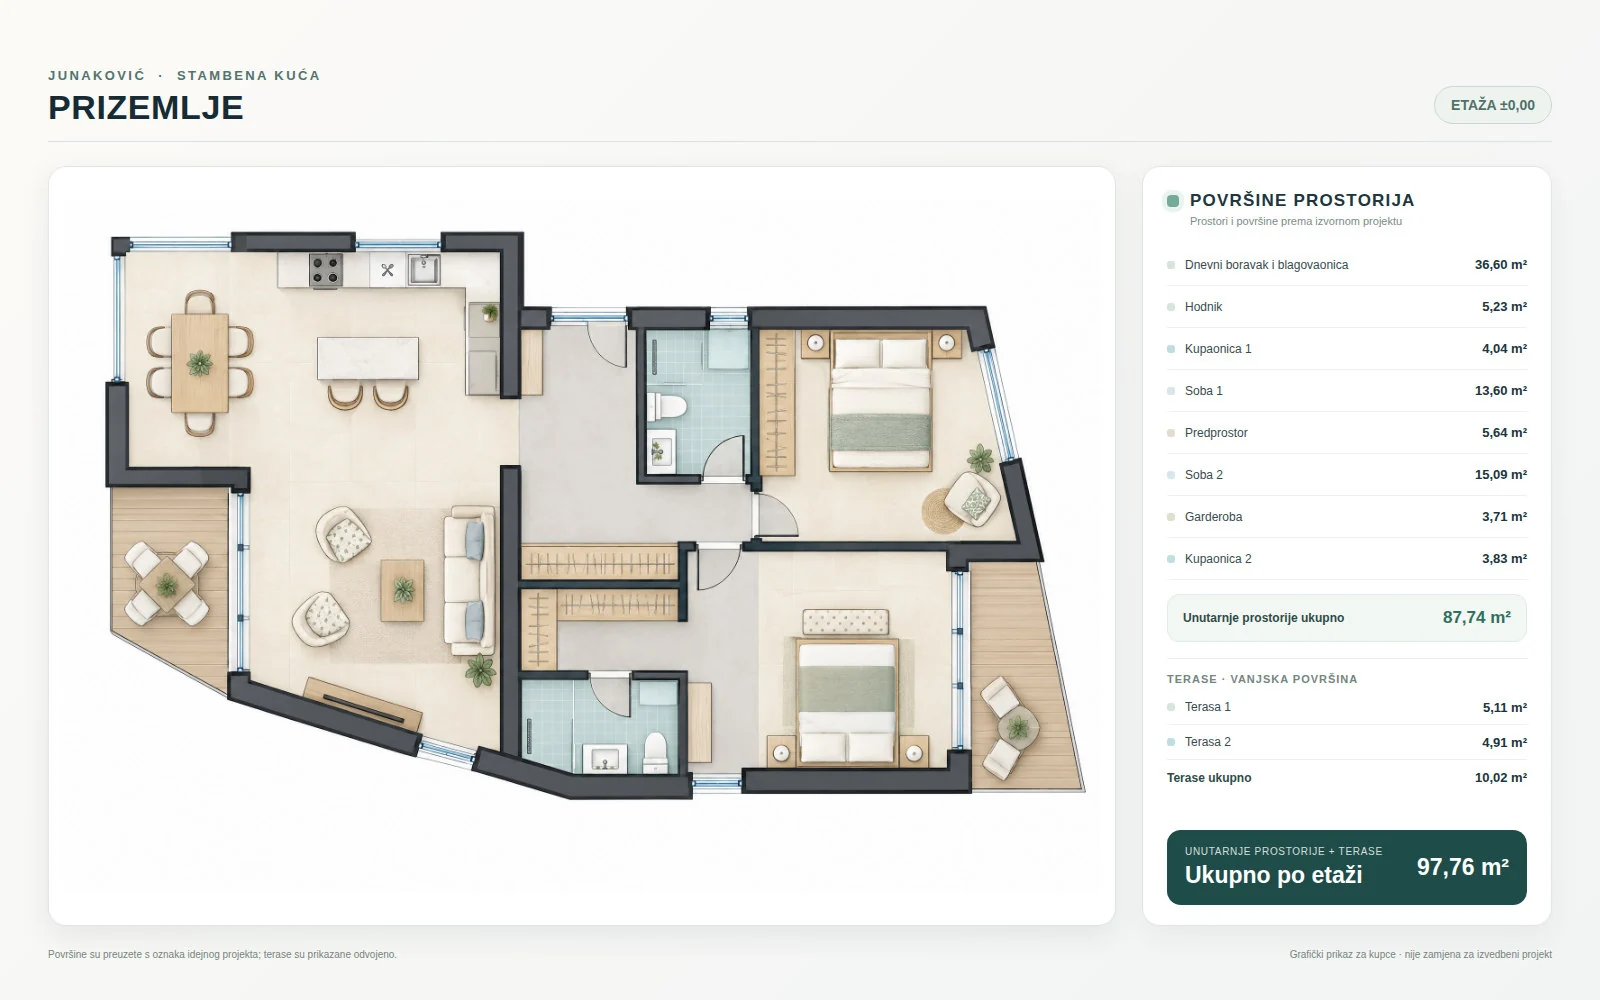 JUNAKOVIĆ · STAMBENA KUĆA
PRIZEMLJE
ETAŽA ±0,00
POVRŠINE PROSTORIJA
Prostori i površine prema izvornom projektu
Dnevni boravak i blagovaonica 36,60 m²
Hodnik 5,23 m²
Kupaonica 1 4,04 m²
Soba 1 13,60 m²
Predprostor 5,64 m²
Soba 2 15,09 m²
Garderoba 3,71 m²
Kupaonica 2 3,83 m²
Unutarnje prostorije ukupno 87,74 m²
TERASE · VANJSKA POVRŠINA
Terasa 1 5,11 m²
Terasa 2 4,91 m²
Terase ukupno 10,02 m²
UNUTARNJE PROSTORIJE + TERASE
Ukupno po etaži 97,76 m²
Površine su preuzete s oznaka idejnog projekta; terase su prikazane odvojeno.
Grafički prikaz za kupce · nije zamjena za izvedbeni projekt